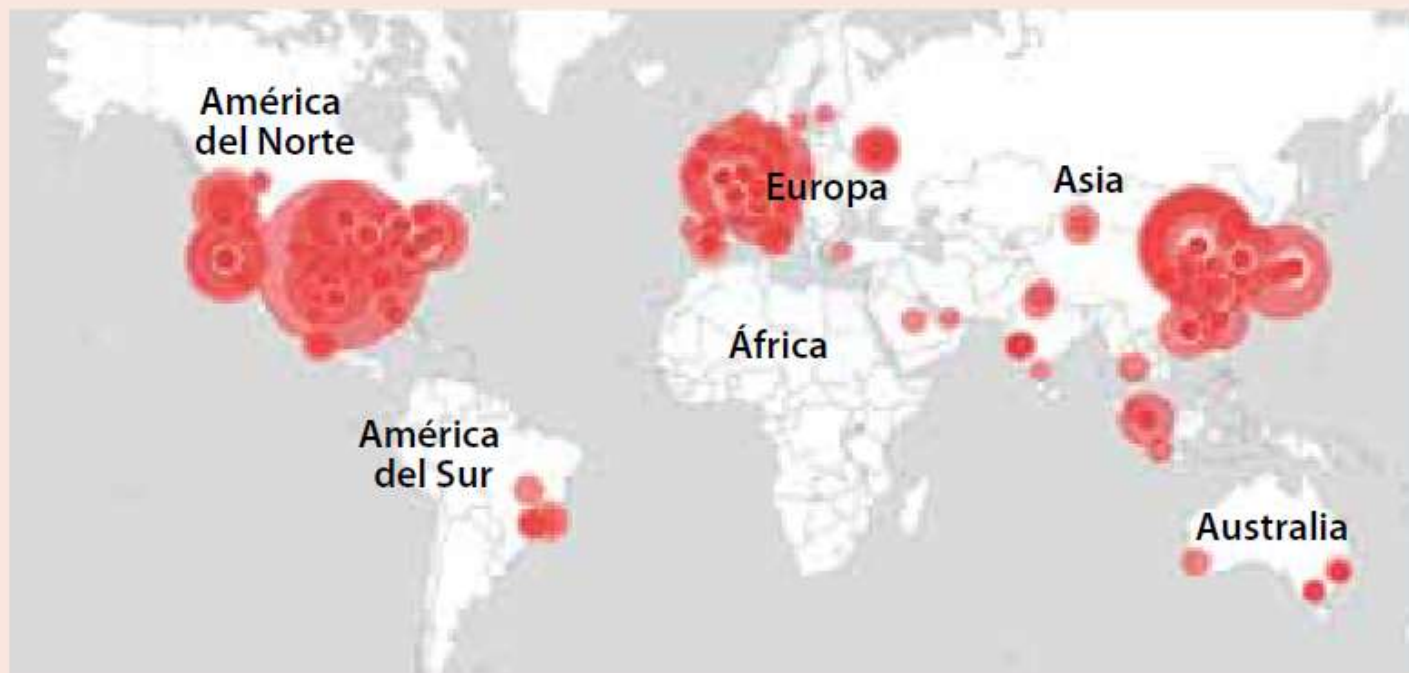 América
del Norte
Europa
Asia
África
América
del Sur
Australia